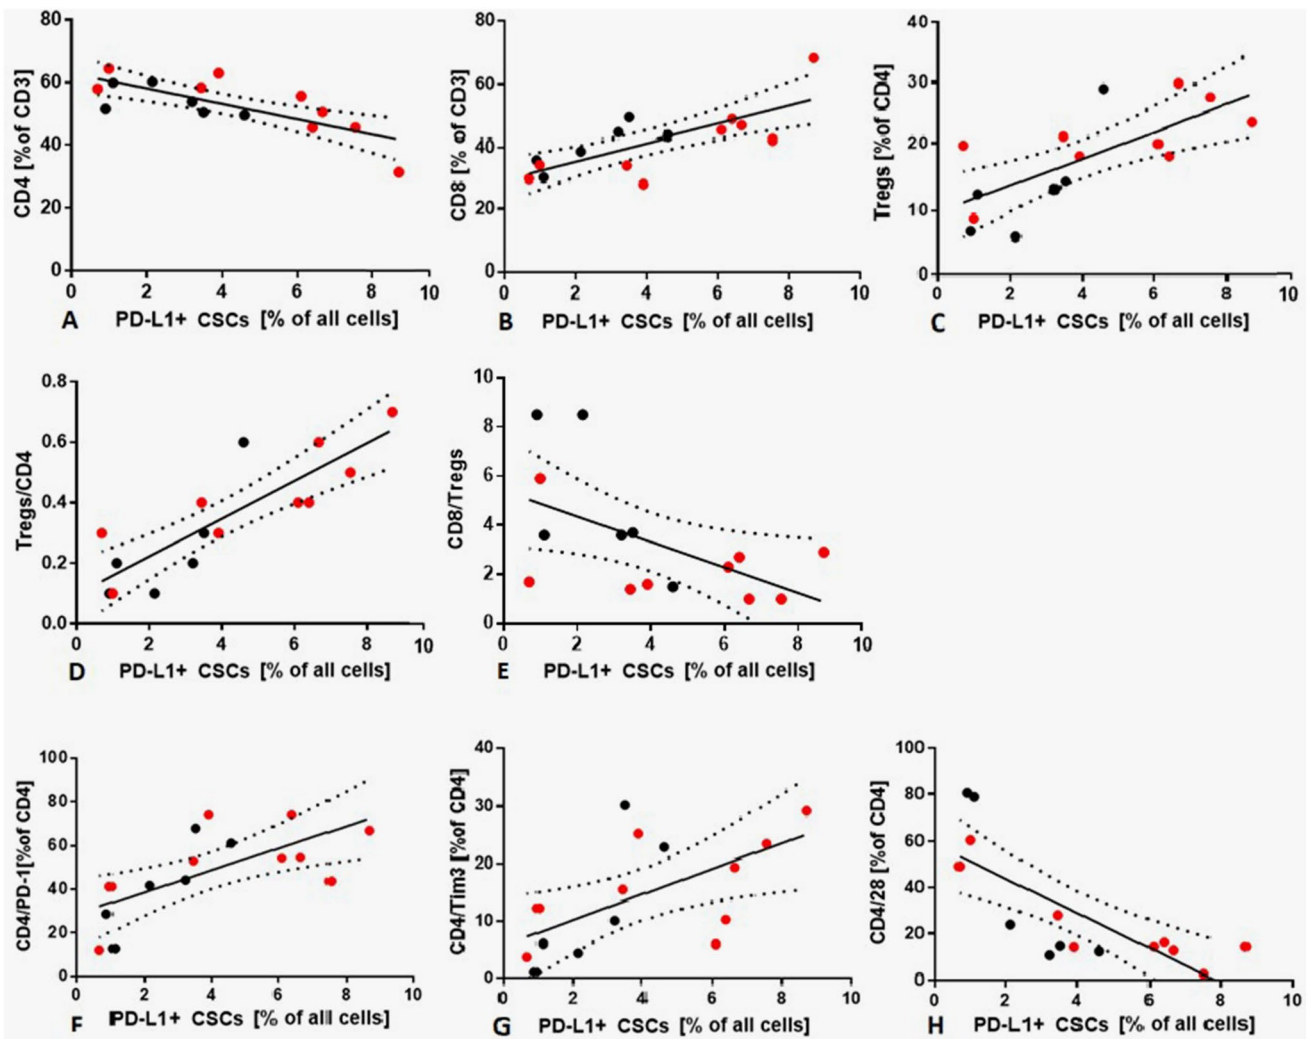 80
60
40
20
0
CD4 [%of CD3]
0 2 4 6 8 10
A PD-L1+ CSCs [% of all cells]
80
60
40
20
0
CD8 [% of CD3]
0 2 4 6 8 10
B PD-L1+ CSCs [% of all cells]
40
30
20
10
0
Tregs [%of CD4]
0 2 4 6 8 10
C PD-L1+ CSCs [% of all cells]
0.8
0.6
0.4
0.2
0.0
Tregs/CD4
0 2 4 6 8 10
D PD-L1+ CSCs [% of all cells]
10
8
6
4
2
0
CD8/Tregs
0 2 4 6 8 10
E PD-L1+ CSCs [% of all cells]
100
80
60
40
20
0
CD4/PD-1[%of CD4]
0 2 4 6 8 10
F PD-L1+ CSCs [% of all cells]
40
30
20
10
0
CD4/Tim3 [%of CD4]
0 2 4 6 8 10
G PD-L1+ CSCs [% of all cells]
100
80
60
40
20
0
CD4/28 [%of CD4]
0 2 4 6 8 10
H PD-L1+ CSCs [% of all cells]